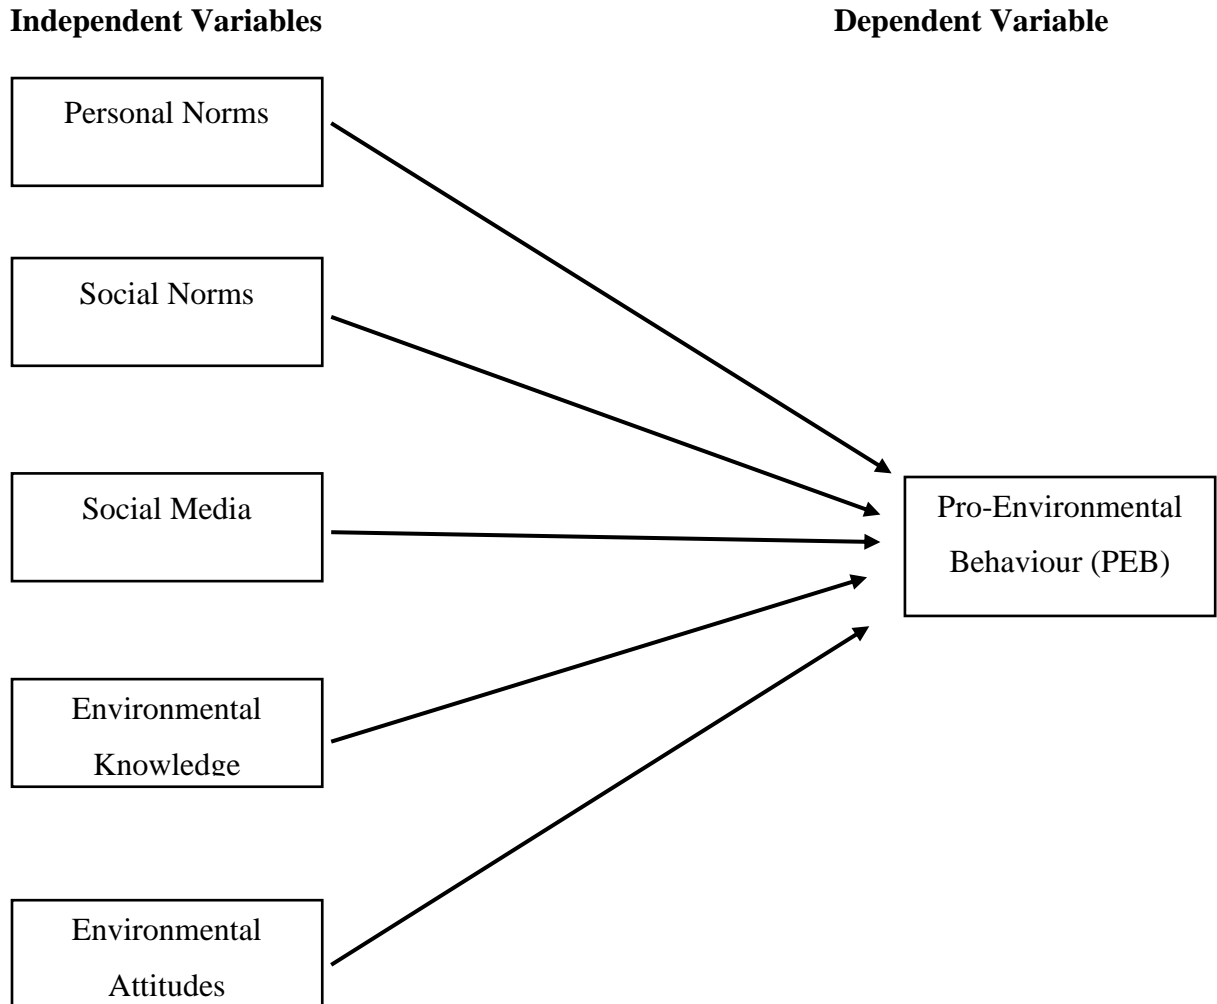 Independent Variables
Dependent Variable
Personal Norms
Social Norms
Social Media
Pro-Environmental
Behaviour (PEB)
Environmental
Knowledge
Environmental
Attitudes